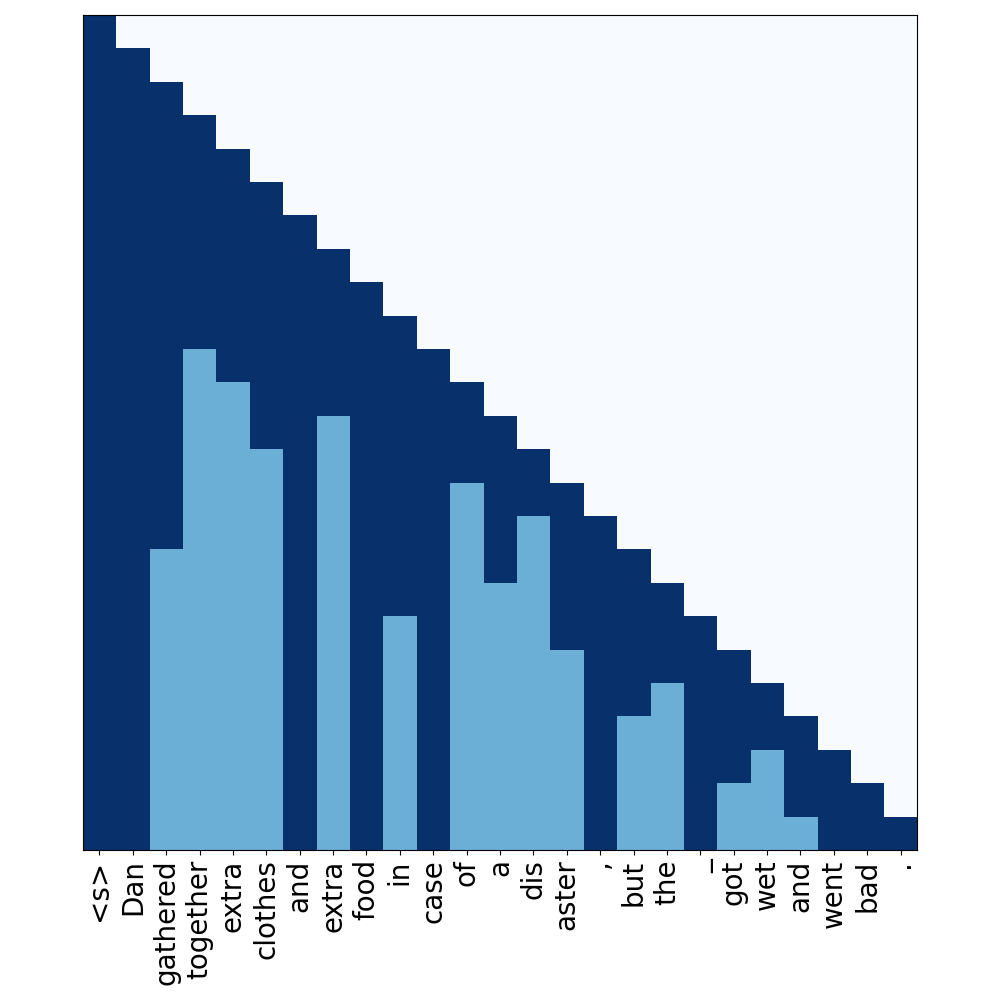 <s> Dan gathered together extra clothes and extra food in case of a dis aster , but the _ got wet and went bad .